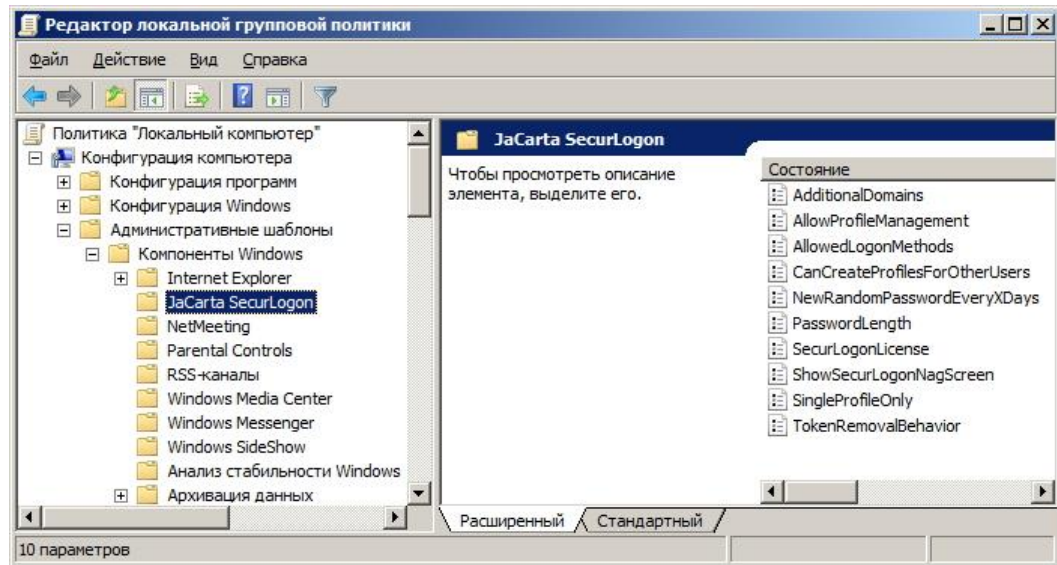 Редактор локальной групповой политики
Файл Действие Вид Справка
Политика "Локальный компьютер"
Конфигурация компьютера
Конфигурация программ
Конфигурация Windows
Административные шаблоны
Компоненты Windows
Internet Explorer
JaCarta SecurLogon
NetMeeting
Parental Controls
RSS-каналы
Windows Media Center
Windows Messenger
Windows SideShow
Анализ стабильности Windows
Архивация данных
JaCarta SecurLogon
Чтобы просмотреть описание
элемента, выделите его.
Состояние
AdditionalDomains
AllowProfileManagement
AllowedLogonMethods
CanCreateProfilesForOtherUsers
NewRandomPasswordEveryXDays
PasswordLength
SecurLogonLicense
ShowSecurLogonNagScreen
SingleProfileOnly
TokenRemovalBehavior
Расширенный Стандартный
10 параметров